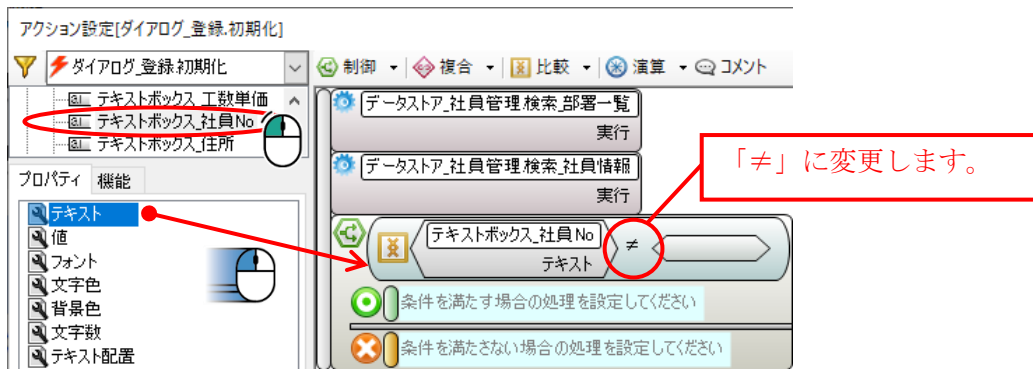 アクション設定[ダイアログ_登録.初期化]
ダイアログ_登録.初期化
制御 複合 比較 演算 コメント
テキストボックス_工数単価
テキストボックス_社員No
テキストボックス_住所
プロパティ 機能
テキスト
値
フォント
文字色
背景色
文字数
テキスト配置
データストア_社員管理.検索_部署一覧
実行
データストア_社員管理.検索_社員情報
実行
テキストボックス_社員No
テキスト
≠
条件を満たす場合の処理を設定してください
条件を満たさない場合の処理を設定してください
「≠」に変更します。